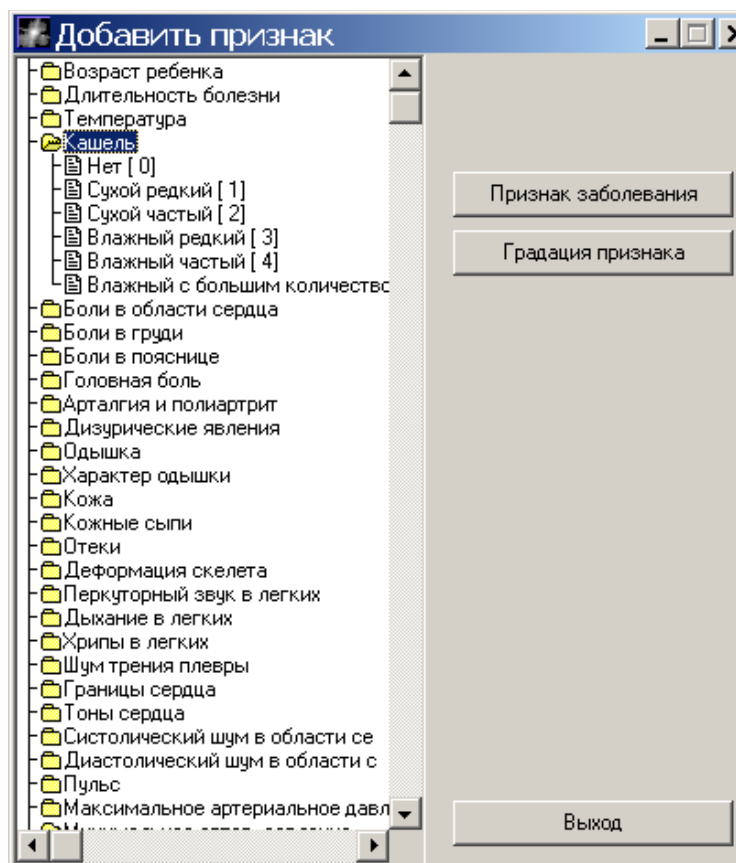 Добавить признак
Возраст ребенка
Длительность болезни
Температура
Кашель
Нет [ 0]
Сухой редкий [ 1]
Сухой частый [ 2]
Влажный редкий [ 3]
Влажный частый [ 4]
Влажный с большим количество
Боли в области сердца
Боли в груди
Боли в пояснице
Головная боль
Арталгия и полиартрит
Дизурические явления
Одышка
Характер одышки
Кожа
Кожные сыпи
Отеки
Деформация скелета
Перкуторный звук в легких
Дыхание в легких
Хрипы в легких
Шум трения плевры
Границы сердца
Тоны сердца
Систолический шум в области се
Диастолический шум в области с
Пульс
Максимальное артериальное давл
Признак заболевания
Градация признака
Выход